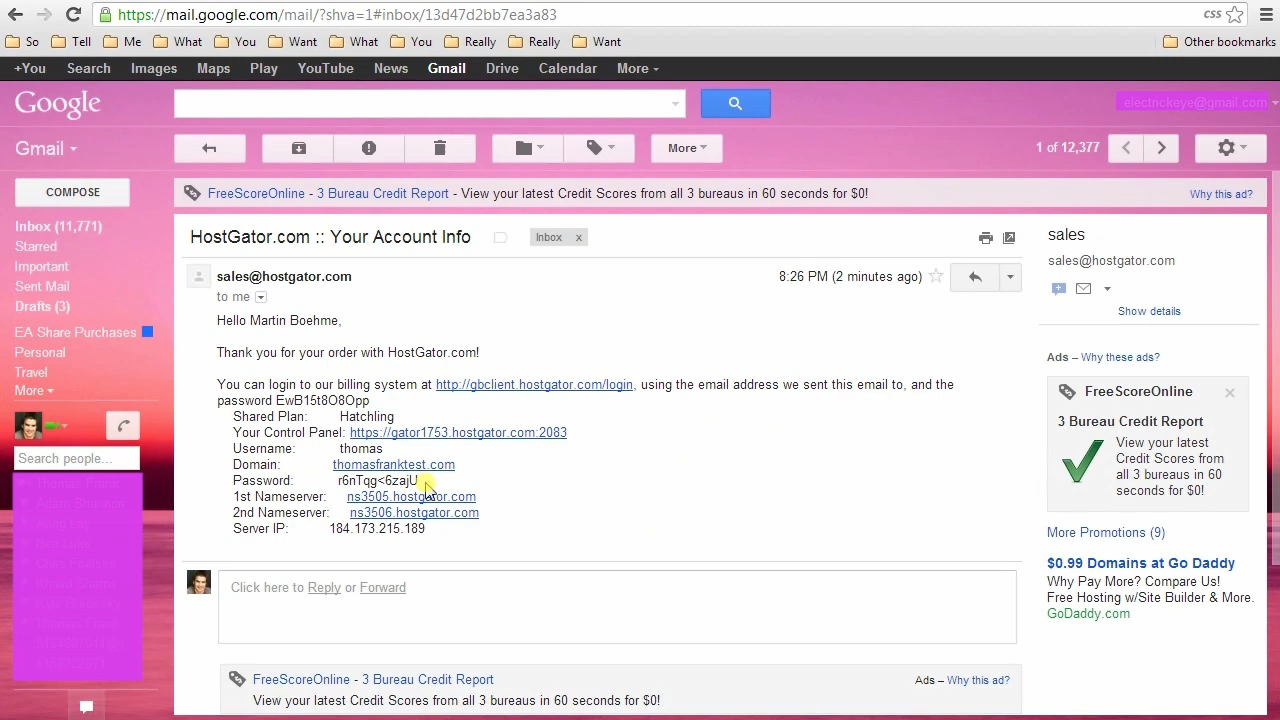 https://mail.google.com/mail/?shva=1#inbox/13d47d2bb7ea3a83
css
So Tell Me What You Want What You Really Really Want Other bookmarks
+You Search Images Maps Play YouTube News Gmail Drive Calendar More
Google
electrickeye@gmail.com
Gmail
More
1 of 12,377
COMPOSE
FreeScoreOnline - 3 Bureau Credit Report - View your latest Credit Scores from all 3 bureaus in 60 seconds for $0!
Why this ad?
Inbox (11,771)
Starred
Important
Sent Mail
Drafts (3)
EA Share Purchases
Personal
Travel
More
Search people...
HostGator.com :: Your Account Info
Inbox x
sales@hostgator.com
8:26 PM (2 minutes ago)
to me
Hello Martin Boehme,
Thank you for your order with HostGator.com!
You can login to our billing system at http://gbclient.hostgator.com/login, using the email address we sent this email to, and the
password EwB15t8O8Opp
Shared Plan: Hatchling
Your Control Panel: https://gator1753.hostgator.com:2083
Username: thomas
Domain: thomasfranktest.com
Password: r6nTqg<6zajU
1st Nameserver: ns3505.hostgator.com
2nd Nameserver: ns3506.hostgator.com
Server IP: 184.173.215.189
Click here to Reply or Forward
FreeScoreOnline - 3 Bureau Credit Report
Ads – Why this ad?
View your latest Credit Scores from all 3 bureaus in 60 seconds for $0!
sales
sales@hostgator.com
Show details
Ads – Why these ads?
FreeScoreOnline
3 Bureau Credit Report
View your latest
Credit Scores from
all 3 bureaus in
60 seconds for $0!
More Promotions (9)
$0.99 Domains at Go Daddy
Why Pay More? Compare Us!
Free Hosting w/Site Builder & More.
GoDaddy.com